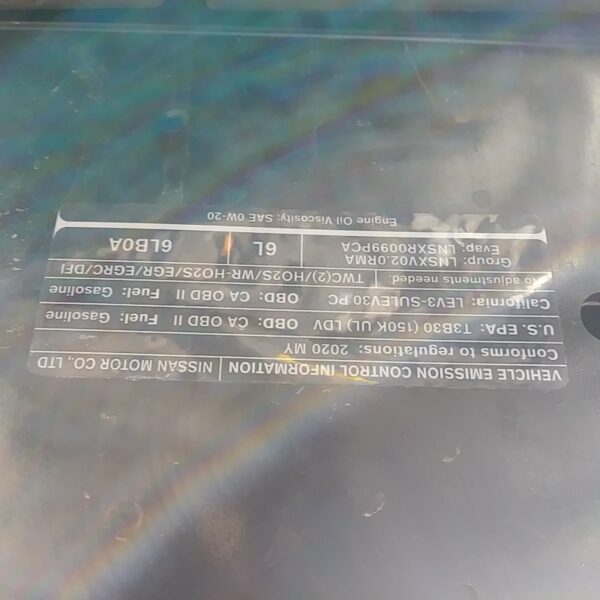 VEHICLE EMISSION CONTROL INFORMATION NISSAN MOTOR CO., LTD
Conforms to regulations: 2020 MY
U.S. EPA: T3B30 (150K UL) LDV OBD: CA OBD II Fuel: Gasoline
California: LEV3-SULEV30 PC OBD: CA OBD II Fuel: Gasoline
No adjustments needed. TWC(2)/HO2S/WR-HO2S/EGR/EGRC/DFI
Group: LNSXV02.0RMA 6L 6LB0A
Evap: LNSXR0099PCA
Engine Oil Viscosity: SAE 0W-20